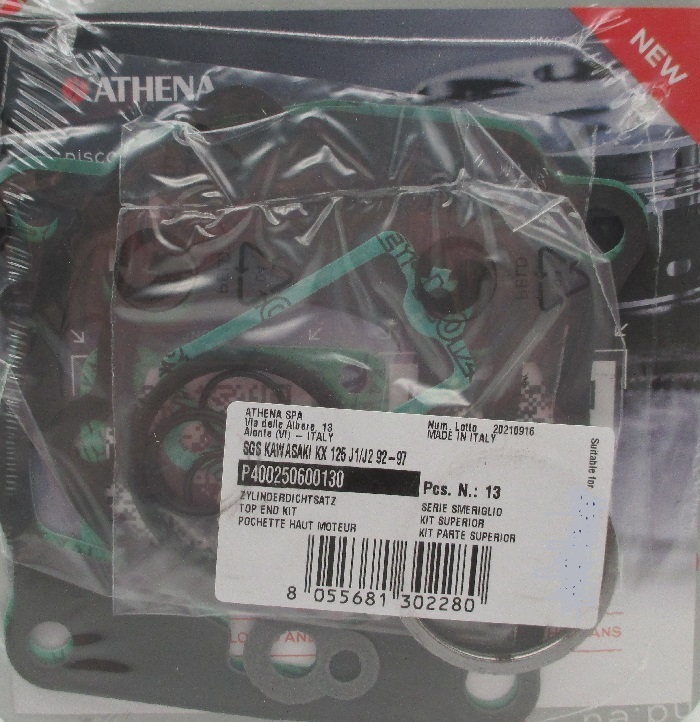 NEW
ATHENA
ATHENA SPA
Via delle Albere, 13
Alonte (VI) - ITALY
Num. Lotto 20210916
MADE IN ITALY
SGS KAWASAKI KX 125 J1/J2 92-97
P400250600130
Pcs. N.: 13
ZYLINDERDICHTSATZ
TOP END KIT
POCHETTE HAUT MOTEUR
SERIE SMERIGLIO
KIT SUPERIOR
KIT PARTE SUPERIOR
Suitable for
8 055681 302280